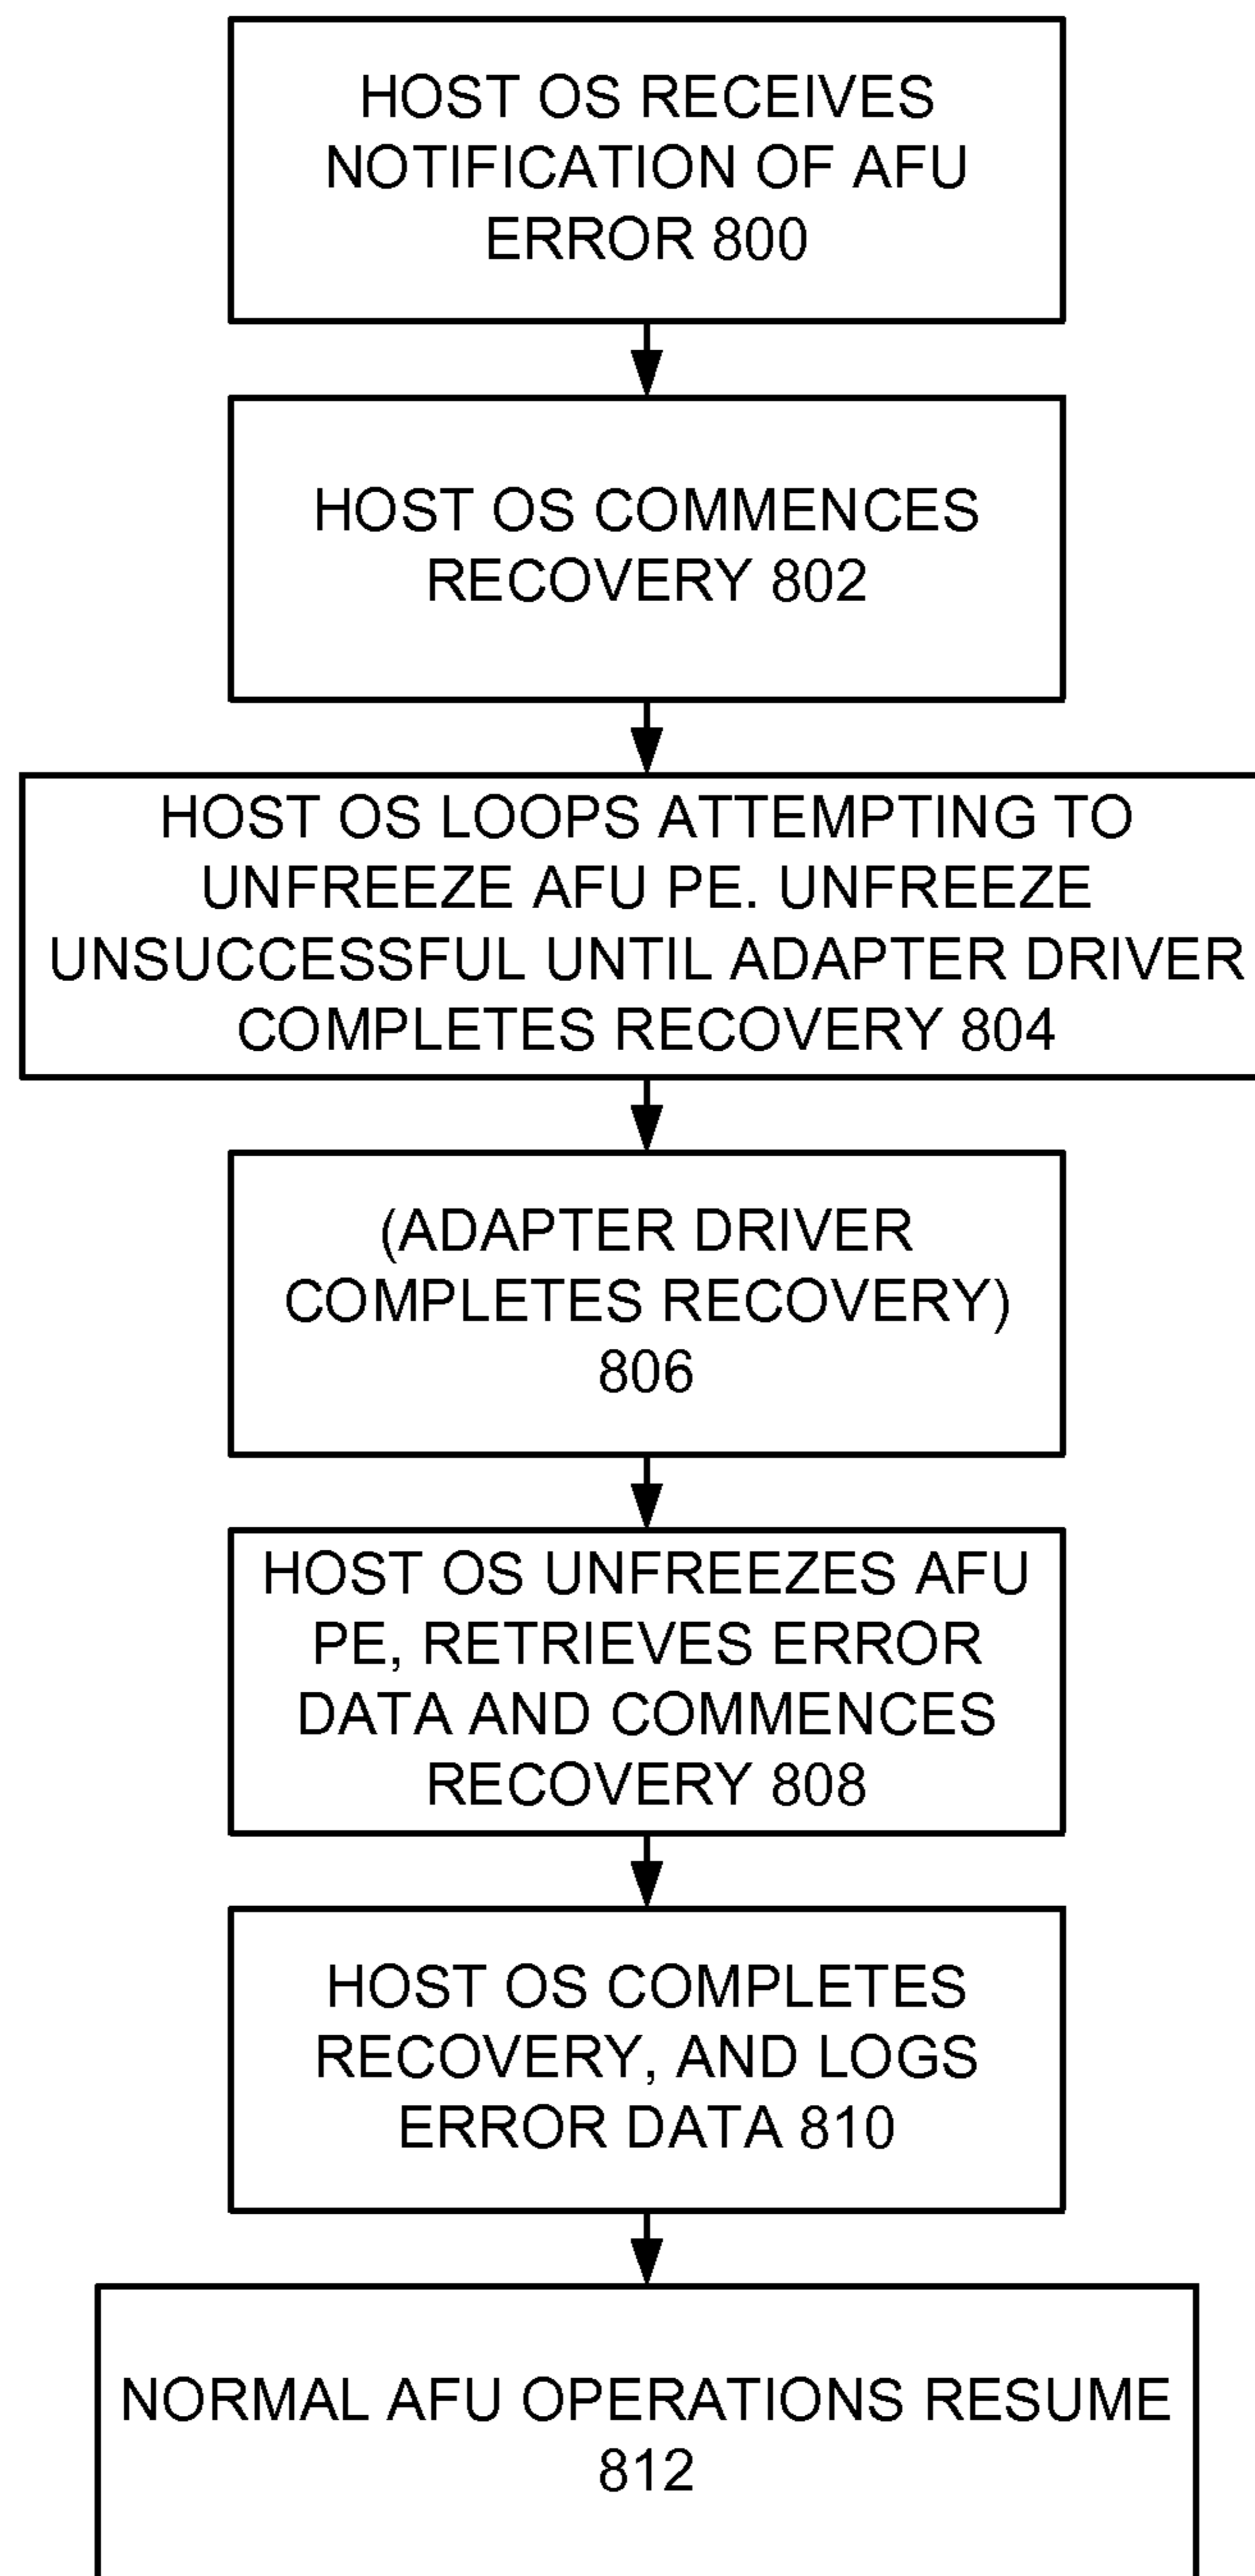 HOST OS RECEIVES
NOTIFICATION OF AFU
ERROR 800
HOST OS COMMENCES
RECOVERY 802
HOST OS LOOPS ATTEMPTING TO
UNFREEZE AFU PE. UNFREEZE
UNSUCCESSFUL UNTIL ADAPTER DRIVER
COMPLETES RECOVERY 804
(ADAPTER DRIVER
COMPLETES RECOVERY)
806
HOST OS UNFREEZES AFU
PE, RETRIEVES ERROR
DATA AND COMMENCES
RECOVERY 808
HOST OS COMPLETES
RECOVERY, AND LOGS
ERROR DATA 810
NORMAL AFU OPERATIONS RESUME
812